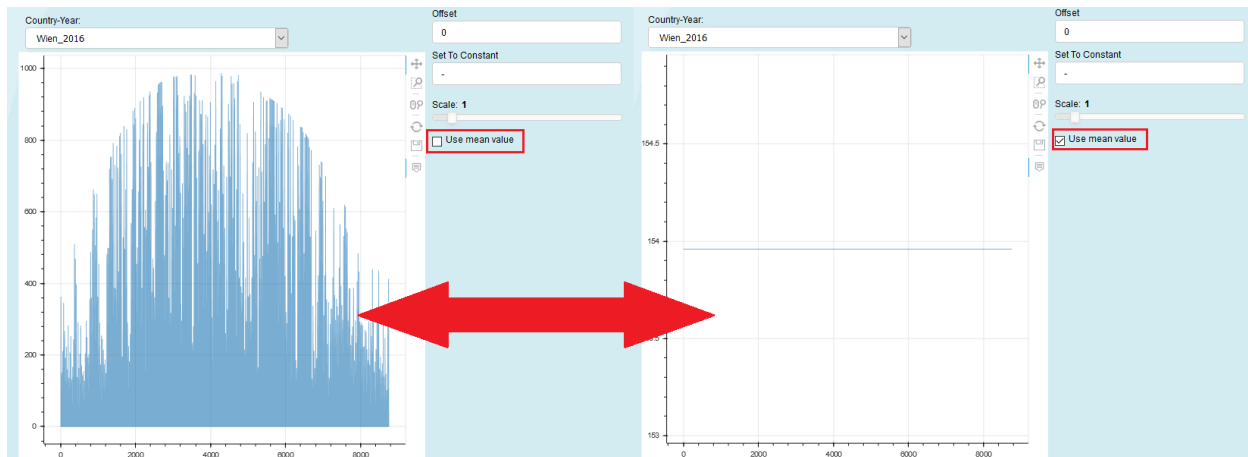 Country-Year:
Wien_2016
1000
800
600
400
200
0
0
2000
4000
6000
8000
Offset
0
Set To Constant
-
Scale: 1
Use mean value
Country-Year:
Wien_2016
154.5
154
153
0
2000
4000
6000
8000
Offset
0
Set To Constant
-
Scale: 1
Use mean value